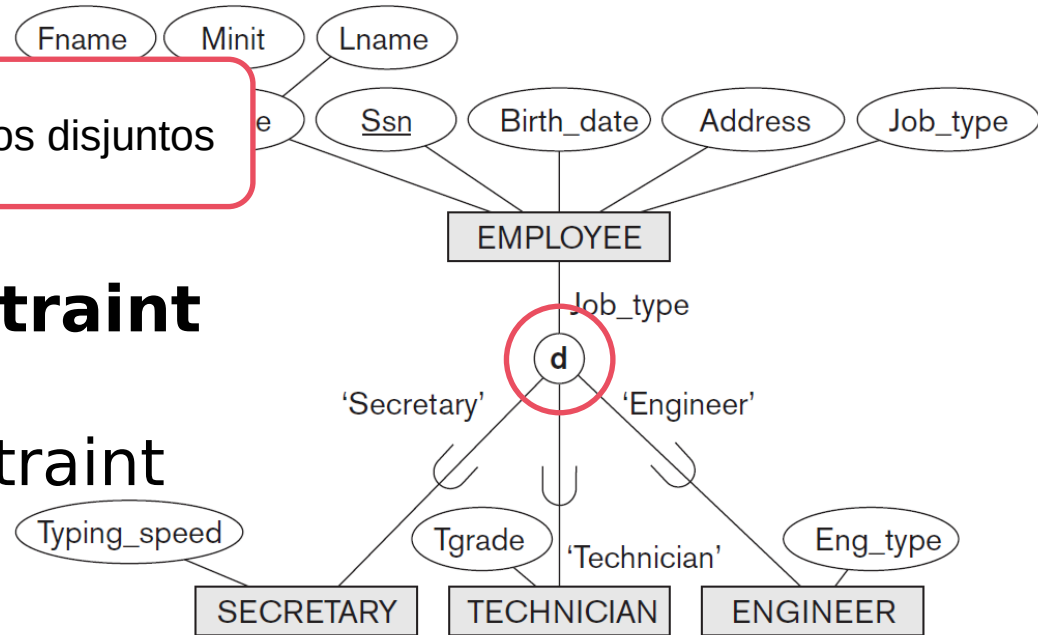 Fname Minit Lname
os disjuntos
e Ssn Birth_date Address Job_type
EMPLOYEE
traint
Job_type
d
‘Secretary’ ‘Engineer’
traint
Typing_speed Tgrade ‘Technician’ Eng_type
SECRETARY TECHNICIAN ENGINEER